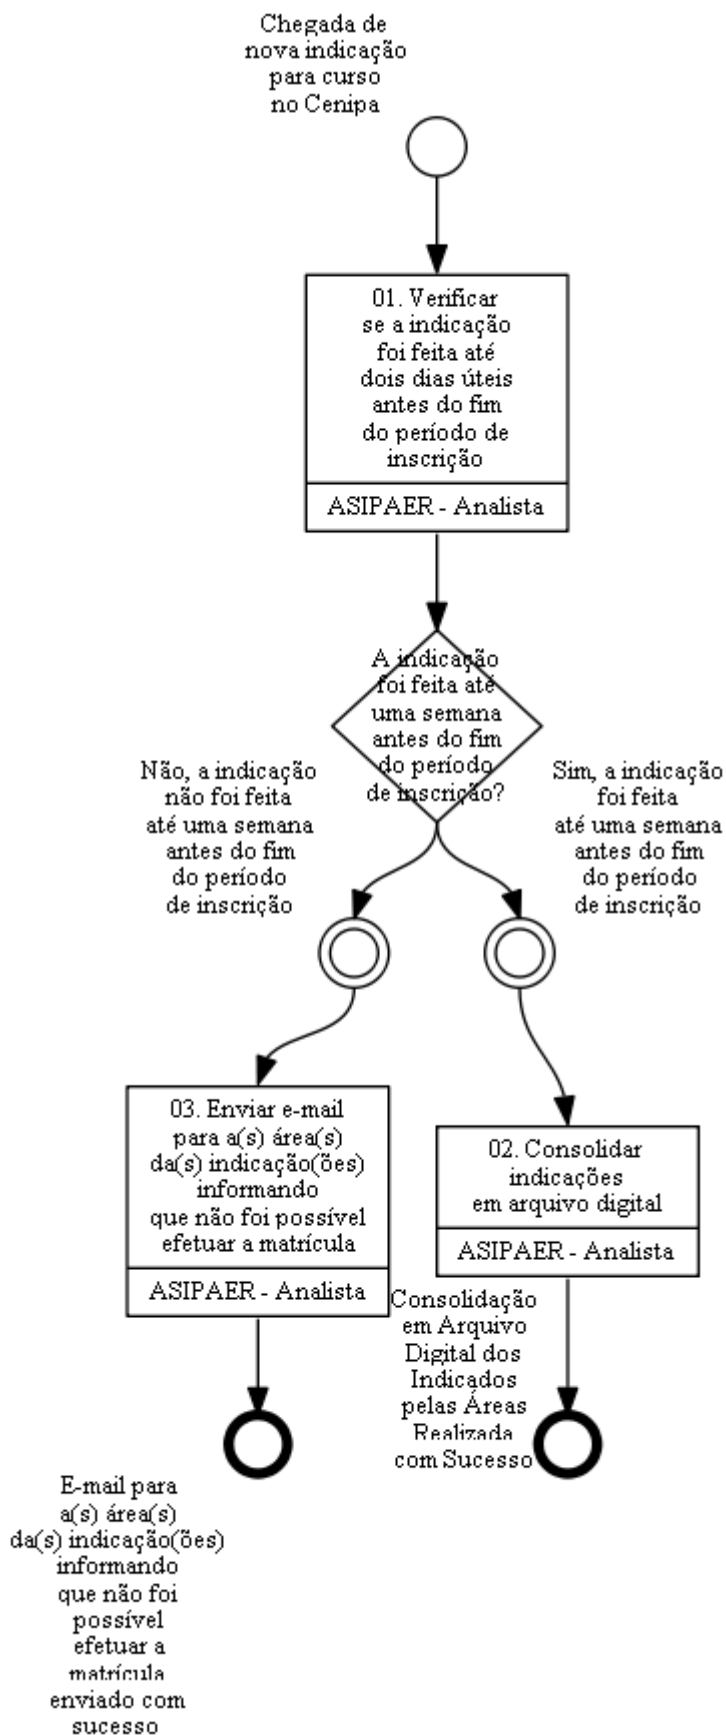 Chegada de
nova indicação
para curso
no Cenipa
01. Verificar
se a indicação
foi feita até
dois dias úteis
antes do fim
do período de
inscrição
ASIPAER - Analista
A indicação
foi feita até
uma semana
antes do fim
do período
de inscrição?
Não, a indicação
não foi feita
até uma semana
antes do fim
do período
de inscrição
Sim, a indicação
foi feita
até uma semana
antes do fim
do período
de inscrição
03. Enviar e-mail
para a(s) área(s)
da(s) indicação(ões)
informando
que não foi possível
efetuar a matrícula
ASIPAER - Analista
02. Consolidar
indicações
em arquivo digital
ASIPAER - Analista
Consolidação
em Arquivo
Digital dos
Indicados
pelas Áreas
Realizada
com Sucesso
E-mail para
a(s) área(s)
da(s) indicação(ões)
informando
que não foi
possível
efetuar a
matrícula
enviado com
sucesso